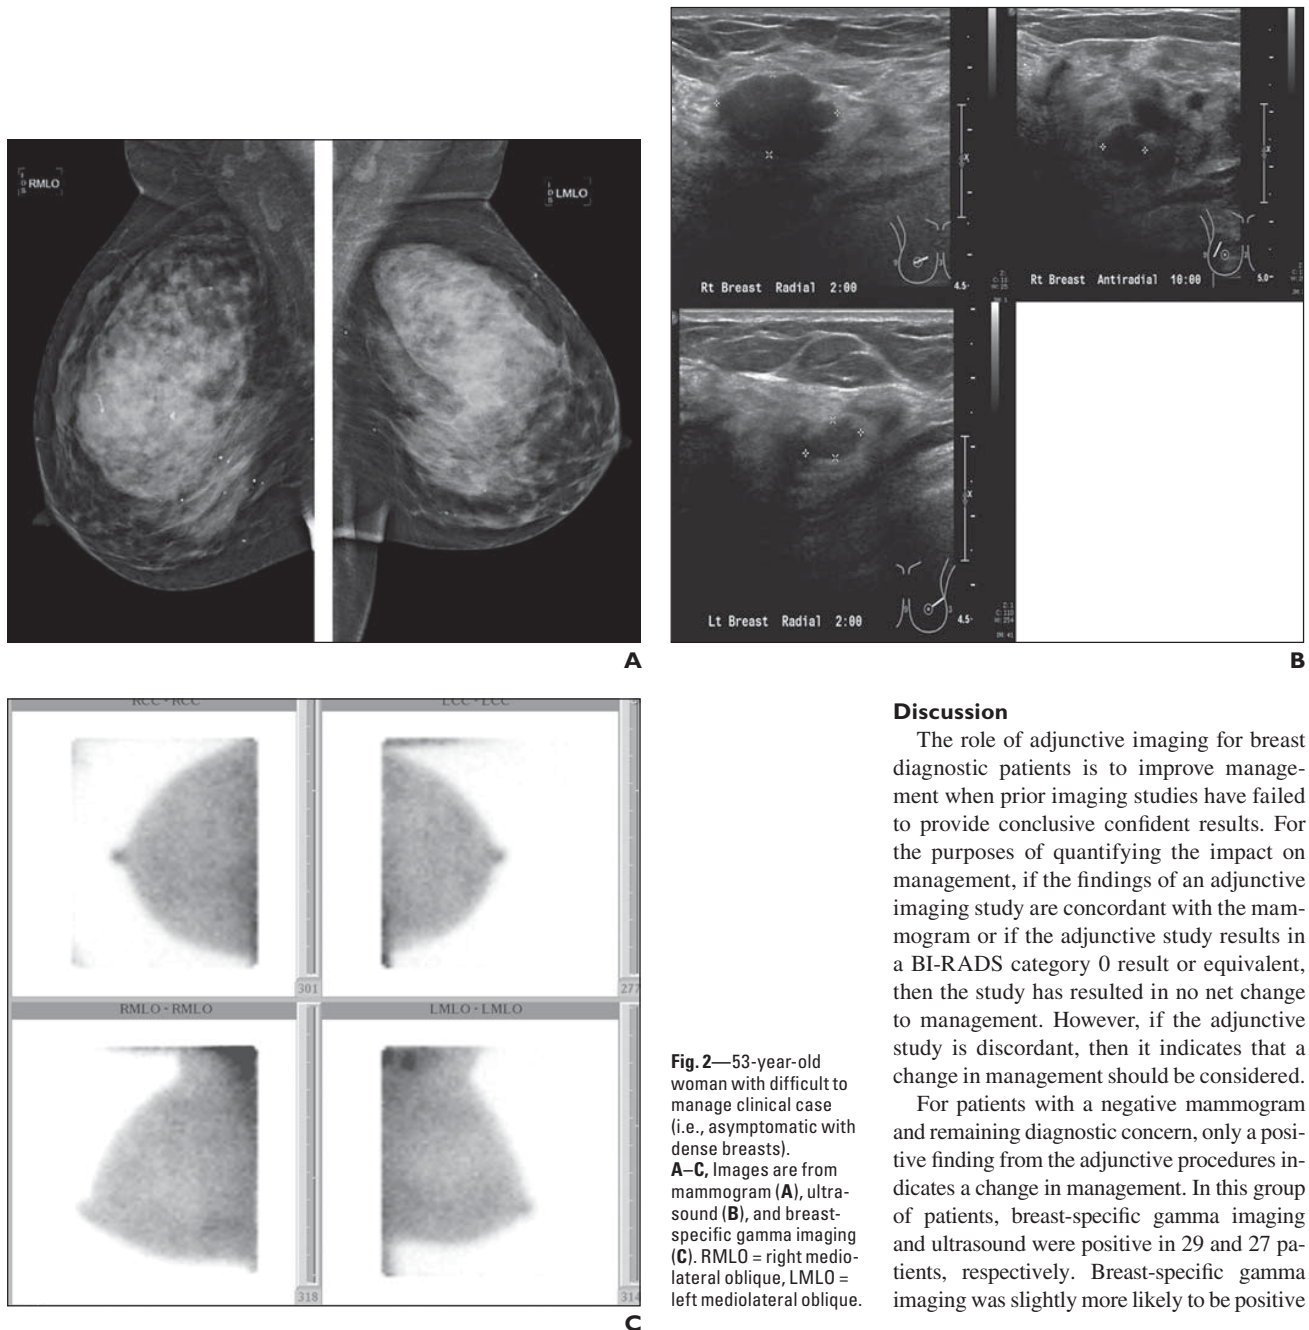 RMLO
LMLO
A
Rt Breast Radial 2:00
4.5
Rt Breast Antiradial 10:00
5.0
Lt Breast Radial 2:00
4.5
B
RCC - RCC
LCC - LCC
301
277
RMLO - RMLO
LMLO - LMLO
318
314
C
Fig. 2—53-year-old
woman with difficult to
manage clinical case
(i.e., asymptomatic with
dense breasts).
A–C, Images are from
mammogram (A), ultra-
sound (B), and breast-
specific gamma imaging
(C). RMLO = right medio-
lateral oblique, LMLO =
left mediolateral oblique.
Discussion
The role of adjunctive imaging for breast
diagnostic patients is to improve manage-
ment when prior imaging studies have failed
to provide conclusive confident results. For
the purposes of quantifying the impact on
management, if the findings of an adjunctive
imaging study are concordant with the mam-
mogram or if the adjunctive study results in
a BI-RADS category 0 result or equivalent,
then the study has resulted in no net change
to management. However, if the adjunctive
study is discordant, then it indicates that a
change in management should be considered.
For patients with a negative mammogram
and remaining diagnostic concern, only a posi-
tive finding from the adjunctive procedures in-
dicates a change in management. In this group
of patients, breast-specific gamma imaging
and ultrasound were positive in 29 and 27 pa-
tients, respectively. Breast-specific gamma
imaging was slightly more likely to be positive